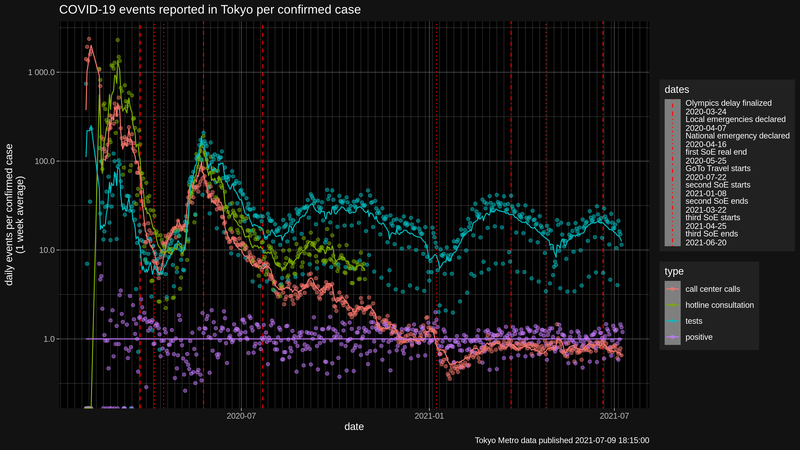 COVID-19 events reported in Tokyo per confirmed case
daily events per confirmed case
(1 week average)
1 000.0
100.0
10.0
1.0
2020-07
2021-01
2021-07
date
Tokyo Metro data published 2021-07-09 18:15:00
dates
Olympics delay finalized
2020-03-24
Local emergencies declared
2020-04-07
National emergency declared
2020-04-16
first SoE real end
2020-05-25
GoTo Travel starts
2020-07-22
second SoE starts
2021-01-08
second SoE ends
2021-03-22
third SoE starts
2021-04-25
third SoE ends
2021-06-20
type
call center calls
hotline consultation
tests
positive